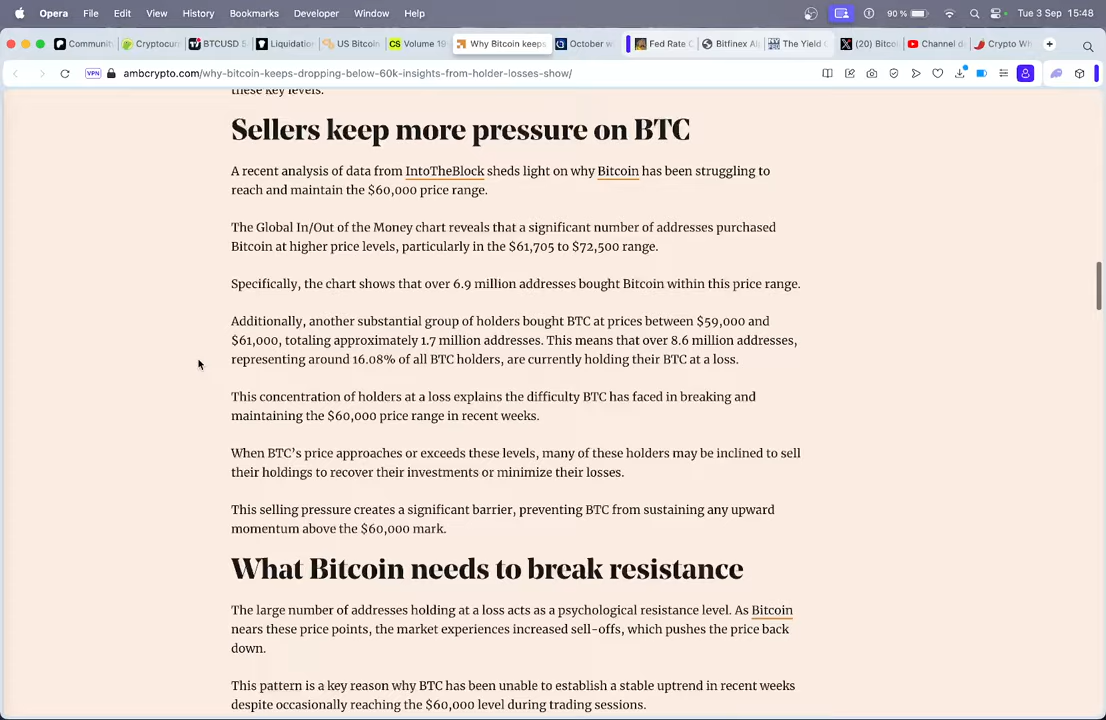 Opera File Edit View History Bookmarks Developer Window Help 90 % Tue 3 Sep 15:48
Communi Cryptocur BTCUSD 5 Liquidation US Bitcoin CS Volume 19 Why Bitcoin keeps October w Fed Rate C Bitfinex Al The Yield C (20) Bitco Channel d Crypto Wh
VPN ambcrypto.com/why-bitcoin-keeps-dropping-below-60k-insights-from-holder-losses-show/
these key levels.
Sellers keep more pressure on BTC
A recent analysis of data from IntoTheBlock sheds light on why Bitcoin has been struggling to
reach and maintain the $60,000 price range.
The Global In/Out of the Money chart reveals that a significant number of addresses purchased
Bitcoin at higher price levels, particularly in the $61,705 to $72,500 range.
Specifically, the chart shows that over 6.9 million addresses bought Bitcoin within this price range.
Additionally, another substantial group of holders bought BTC at prices between $59,000 and
$61,000, totaling approximately 1.7 million addresses. This means that over 8.6 million addresses,
representing around 16.08% of all BTC holders, are currently holding their BTC at a loss.
This concentration of holders at a loss explains the difficulty BTC has faced in breaking and
maintaining the $60,000 price range in recent weeks.
When BTC’s price approaches or exceeds these levels, many of these holders may be inclined to sell
their holdings to recover their investments or minimize their losses.
This selling pressure creates a significant barrier, preventing BTC from sustaining any upward
momentum above the $60,000 mark.
What Bitcoin needs to break resistance
The large number of addresses holding at a loss acts as a psychological resistance level. As Bitcoin
nears these price points, the market experiences increased sell-offs, which pushes the price back
down.
This pattern is a key reason why BTC has been unable to establish a stable uptrend in recent weeks
despite occasionally reaching the $60,000 level during trading sessions.